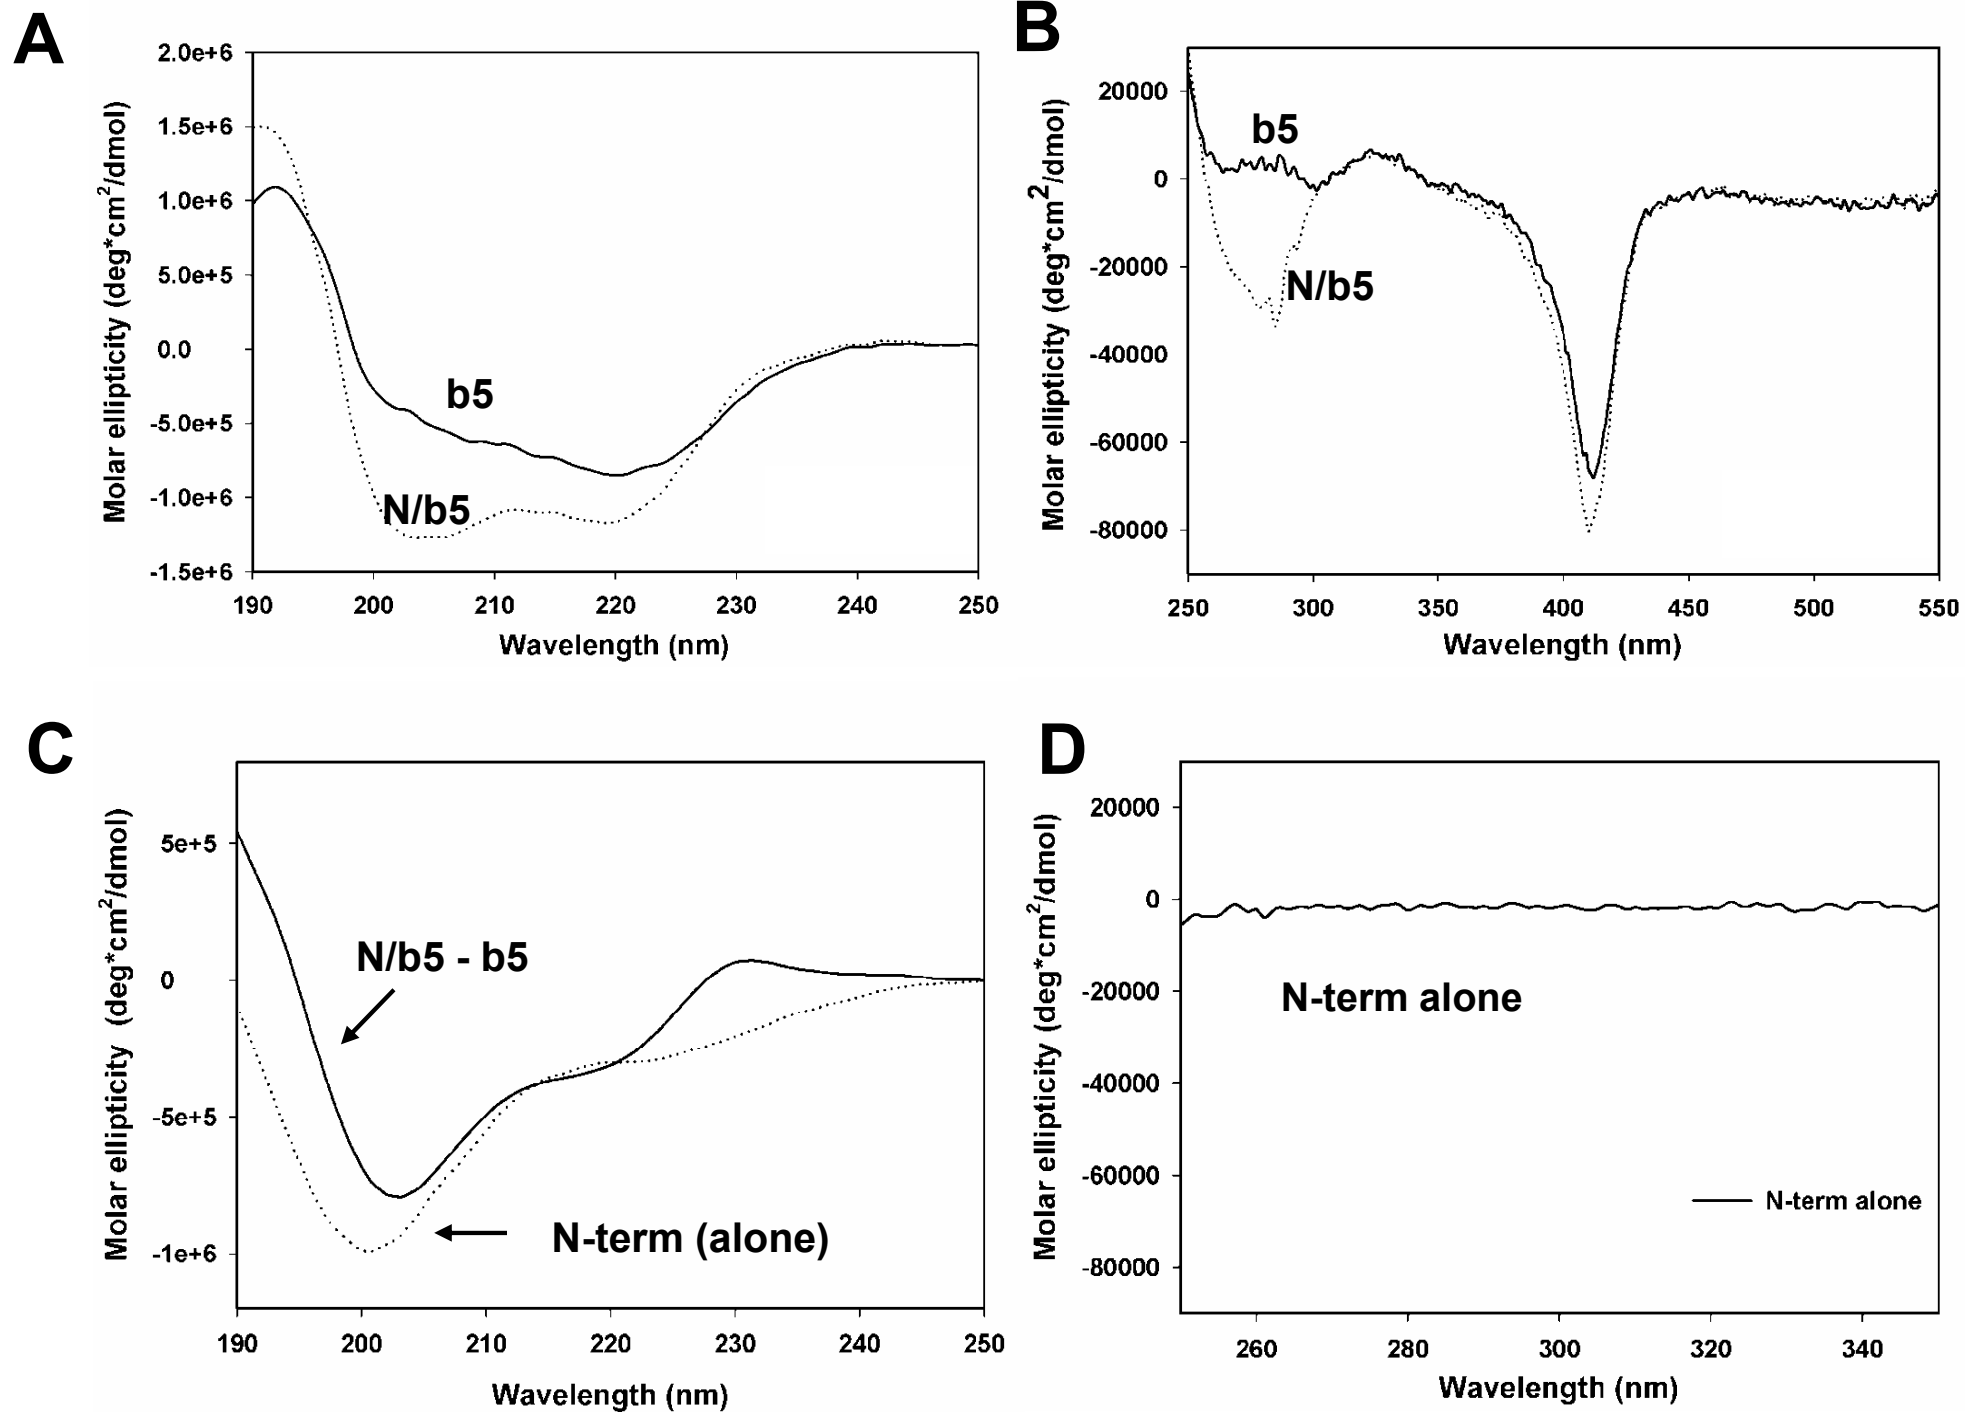 A
Molar ellipticity (deg*cm2/dmol)
2.0e+6
1.5e+6
1.0e+6
5.0e+5
0.0
-5.0e+5
-1.0e+6
-1.5e+6
b5
N/b5
190 200 210 220 230 240 250
Wavelength (nm)
B
Molar ellipticity (deg*cm2/dmol)
20000
0
-20000
-40000
-60000
-80000
b5
N/b5
250 300 350 400 450 500 550
Wavelength (nm)
C
Molar ellipticity (deg*cm2/dmol)
5e+5
0
-5e+5
-1e+6
N/b5 - b5
N-term (alone)
190 200 210 220 230 240 250
Wavelength (nm)
D
Molar ellipticity (deg*cm2/dmol)
20000
0
-20000
-40000
-60000
-80000
N-term alone
N-term alone
260 280 300 320 340
Wavelength (nm)